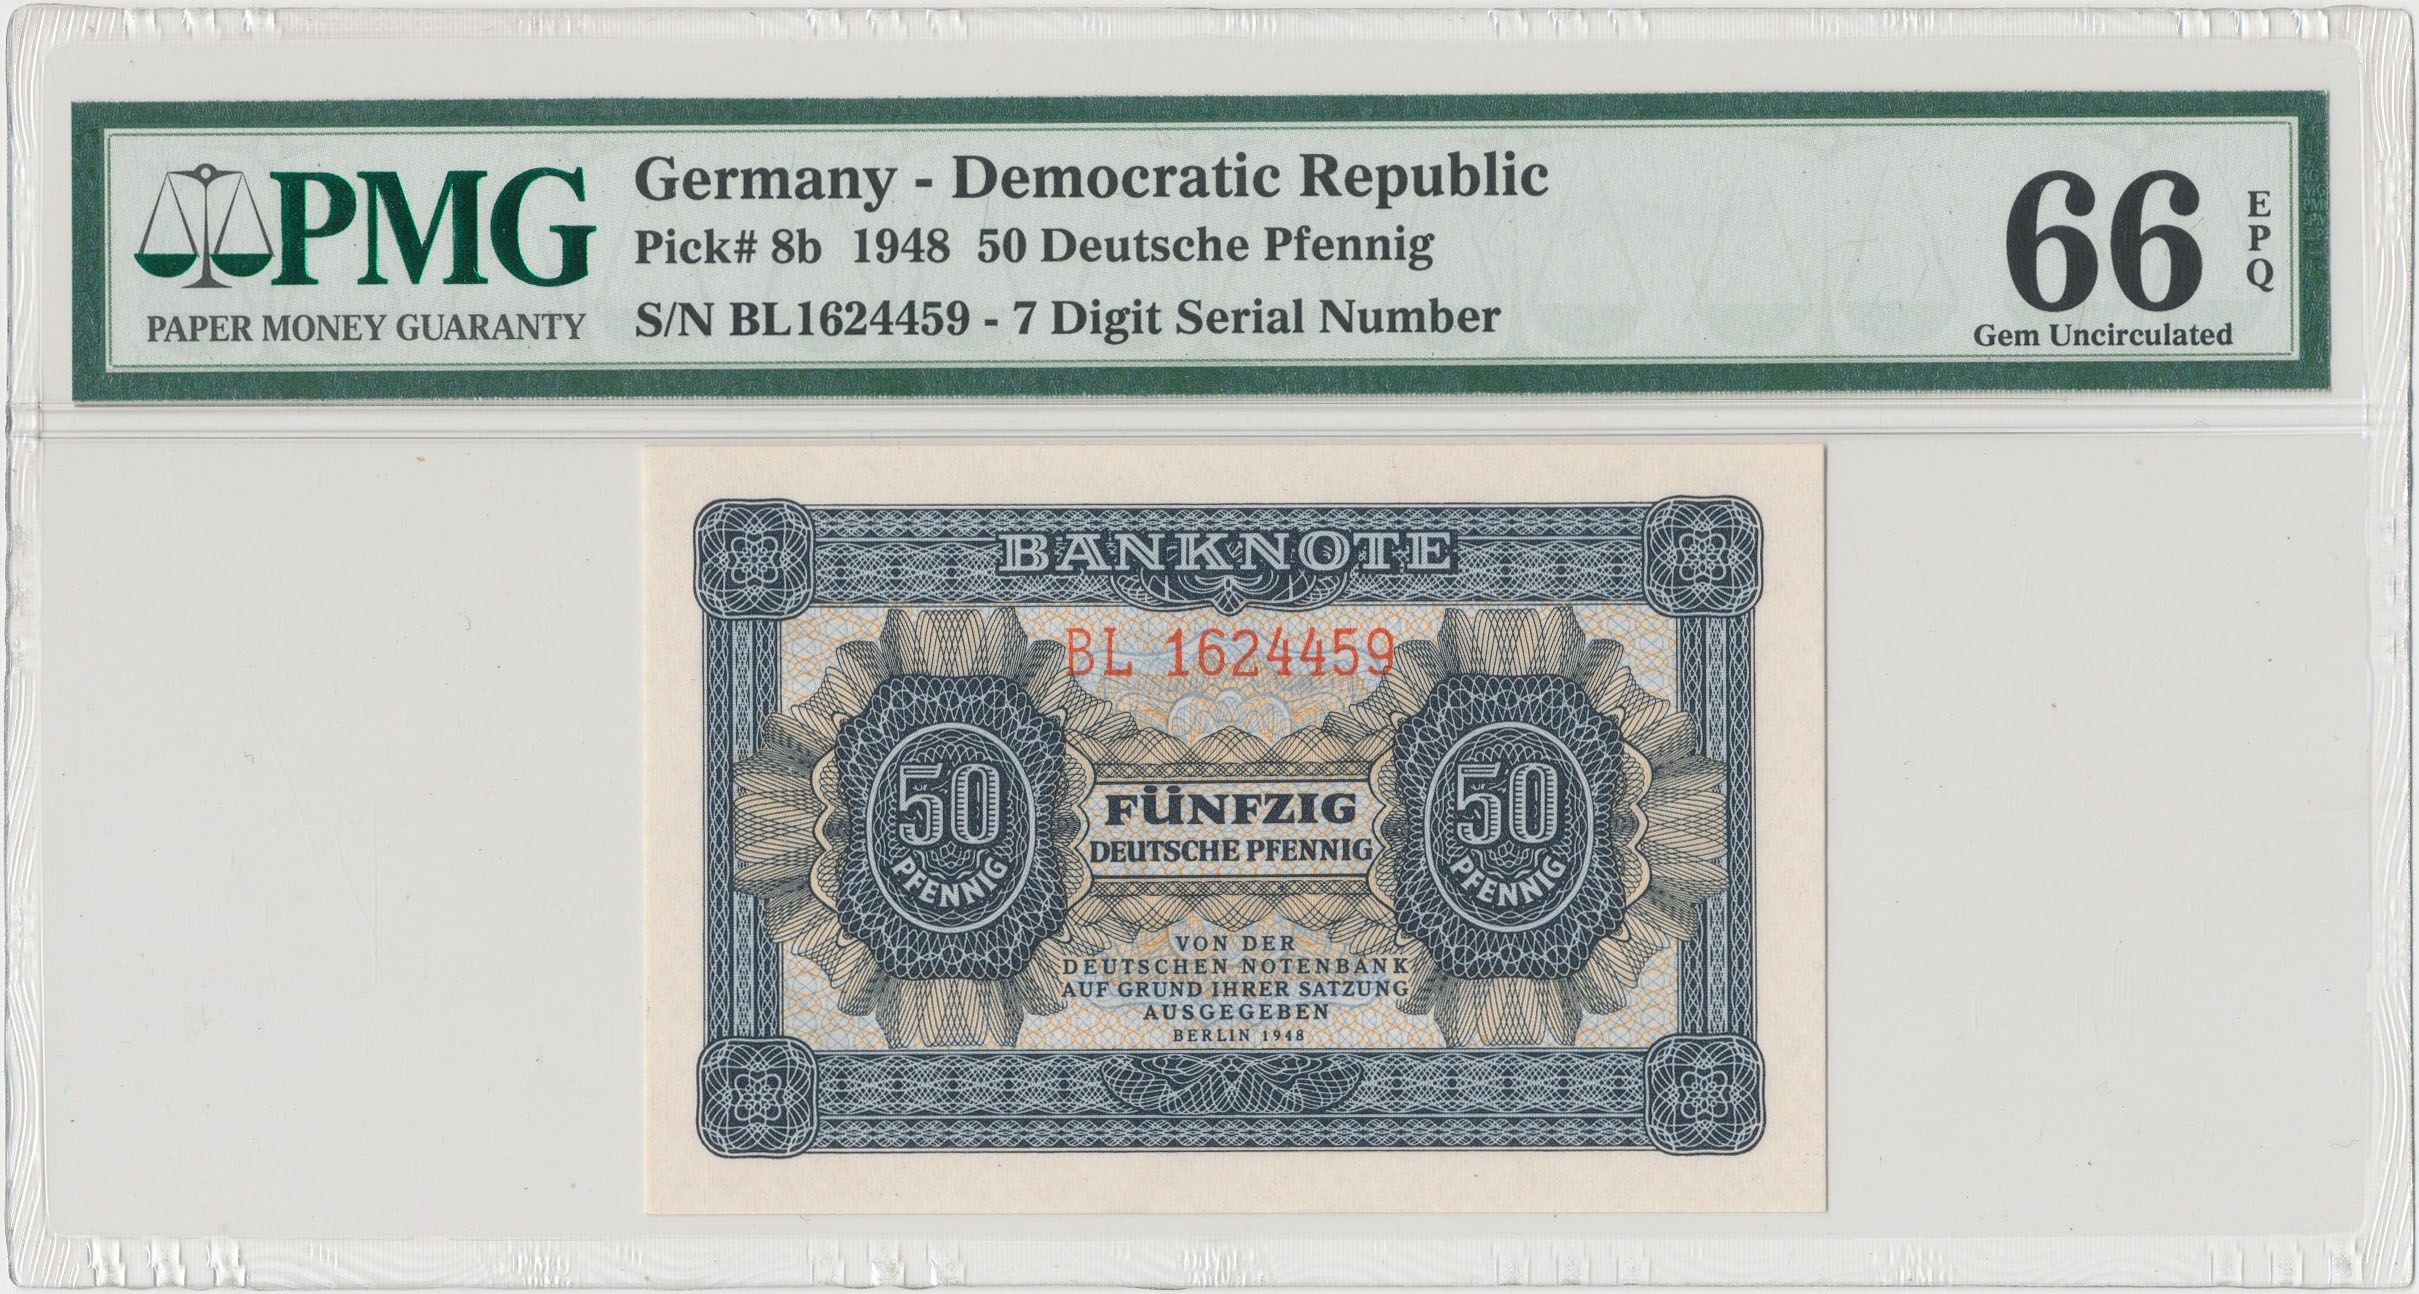 PMG
PAPER MONEY GUARANTY
Germany - Democratic Republic
Pick# 8b 1948 50 Deutsche Pfennig
S/N BL1624459 - 7 Digit Serial Number
66
EPQ
Gem Uncirculated
BANKNOTE
BL 1624459
50
PFENNIG
FÜNFZIG
DEUTSCHE PFENNIG
50
PFENNIG
VON DER
DEUTSCHEN NOTENBANK
AUF GRUND IHRER SATZUNG
AUSGEGEBEN
BERLIN 1948